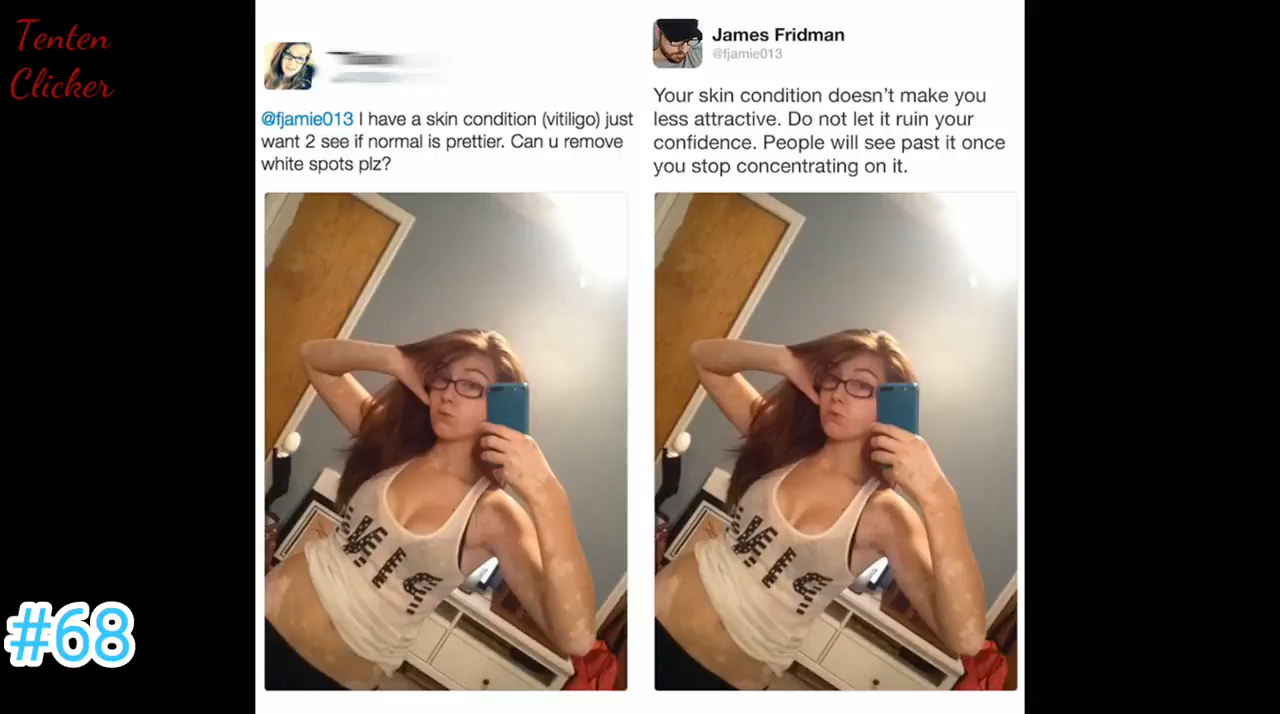 Tenten
Clicker
@fjamie013 I have a skin condition (vitiligo) just
want 2 see if normal is prettier. Can u remove
white spots plz?
James Fridman
@fjamie013
Your skin condition doesn’t make you
less attractive. Do not let it ruin your
confidence. People will see past it once
you stop concentrating on it.
#68